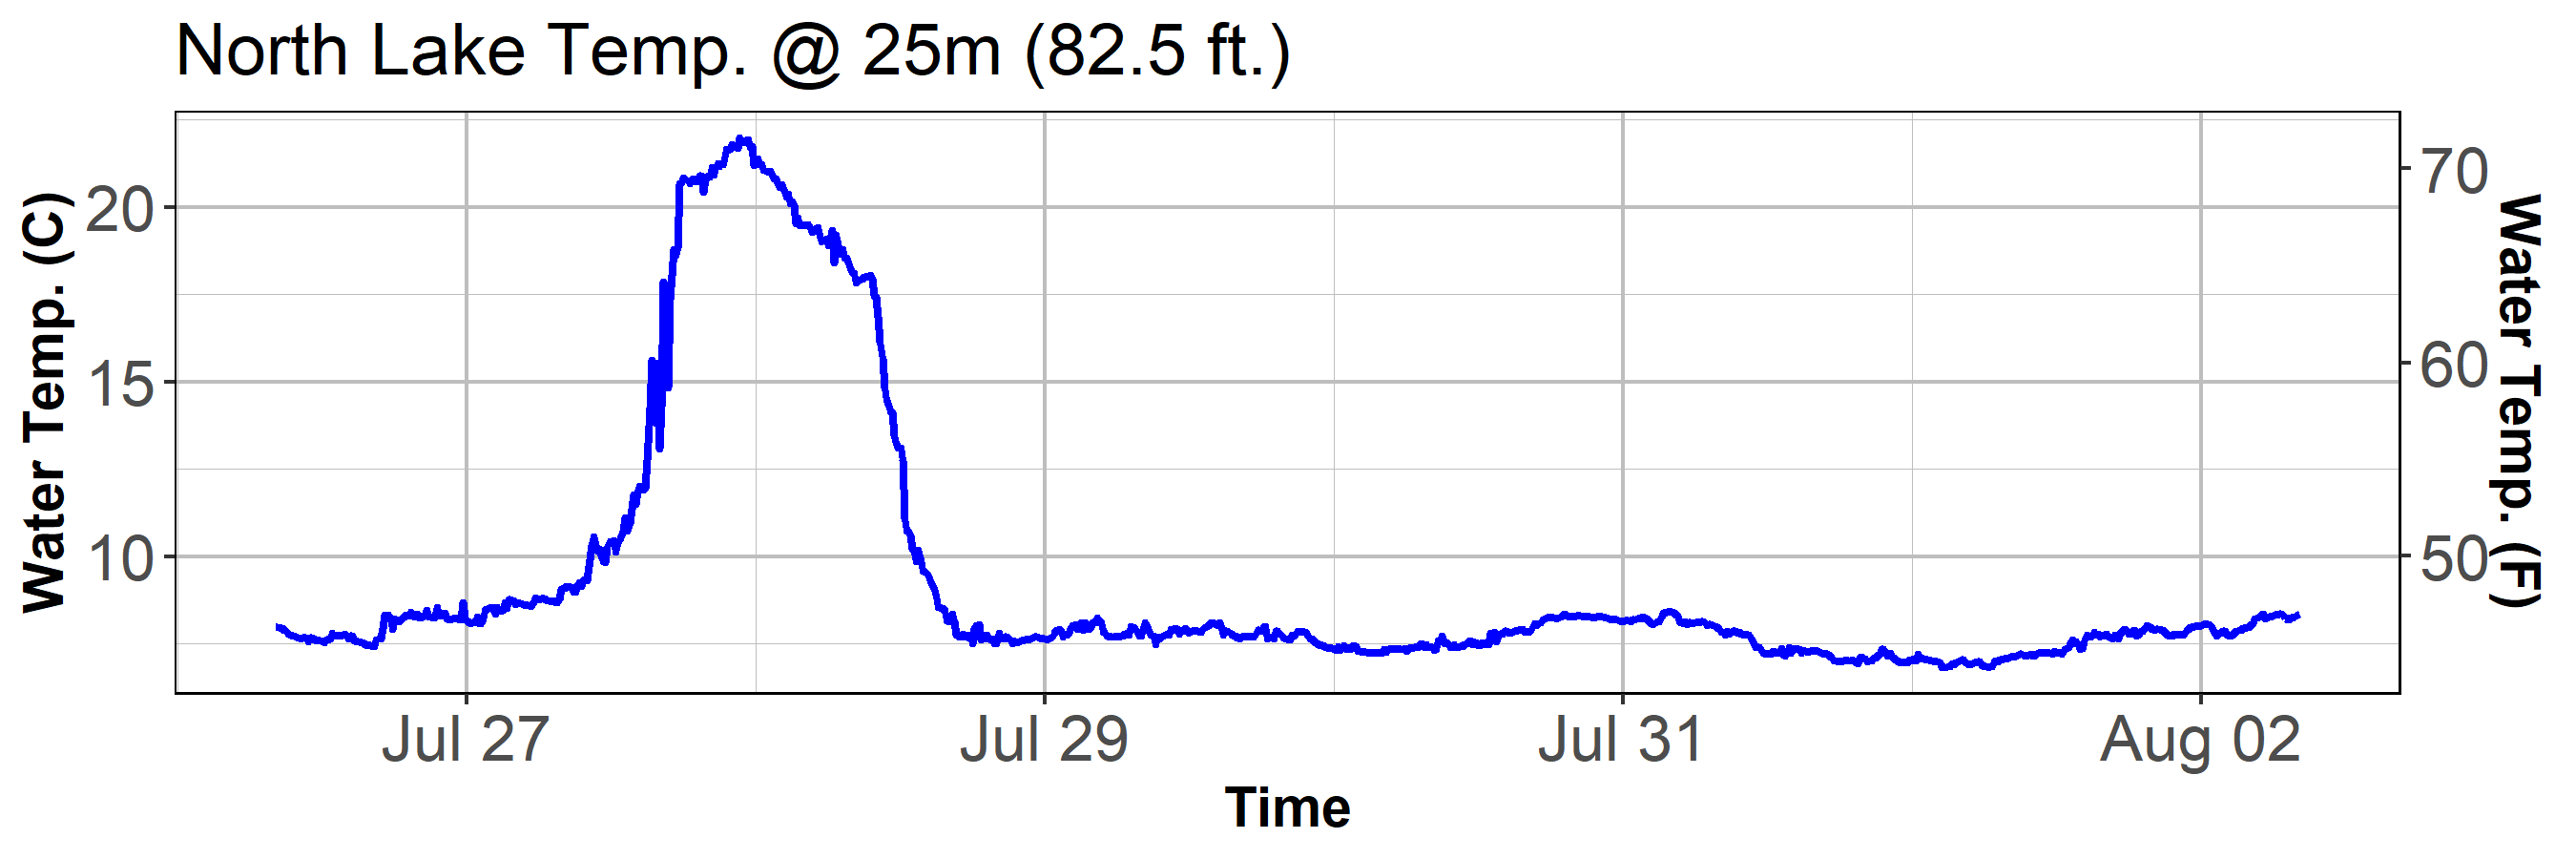 North Lake Temp. @ 25m (82.5 ft.)
Water Temp. (C)
20
15
10
70
60
50
Water Temp. (F)
Jul 27 Jul 29 Jul 31 Aug 02
Time